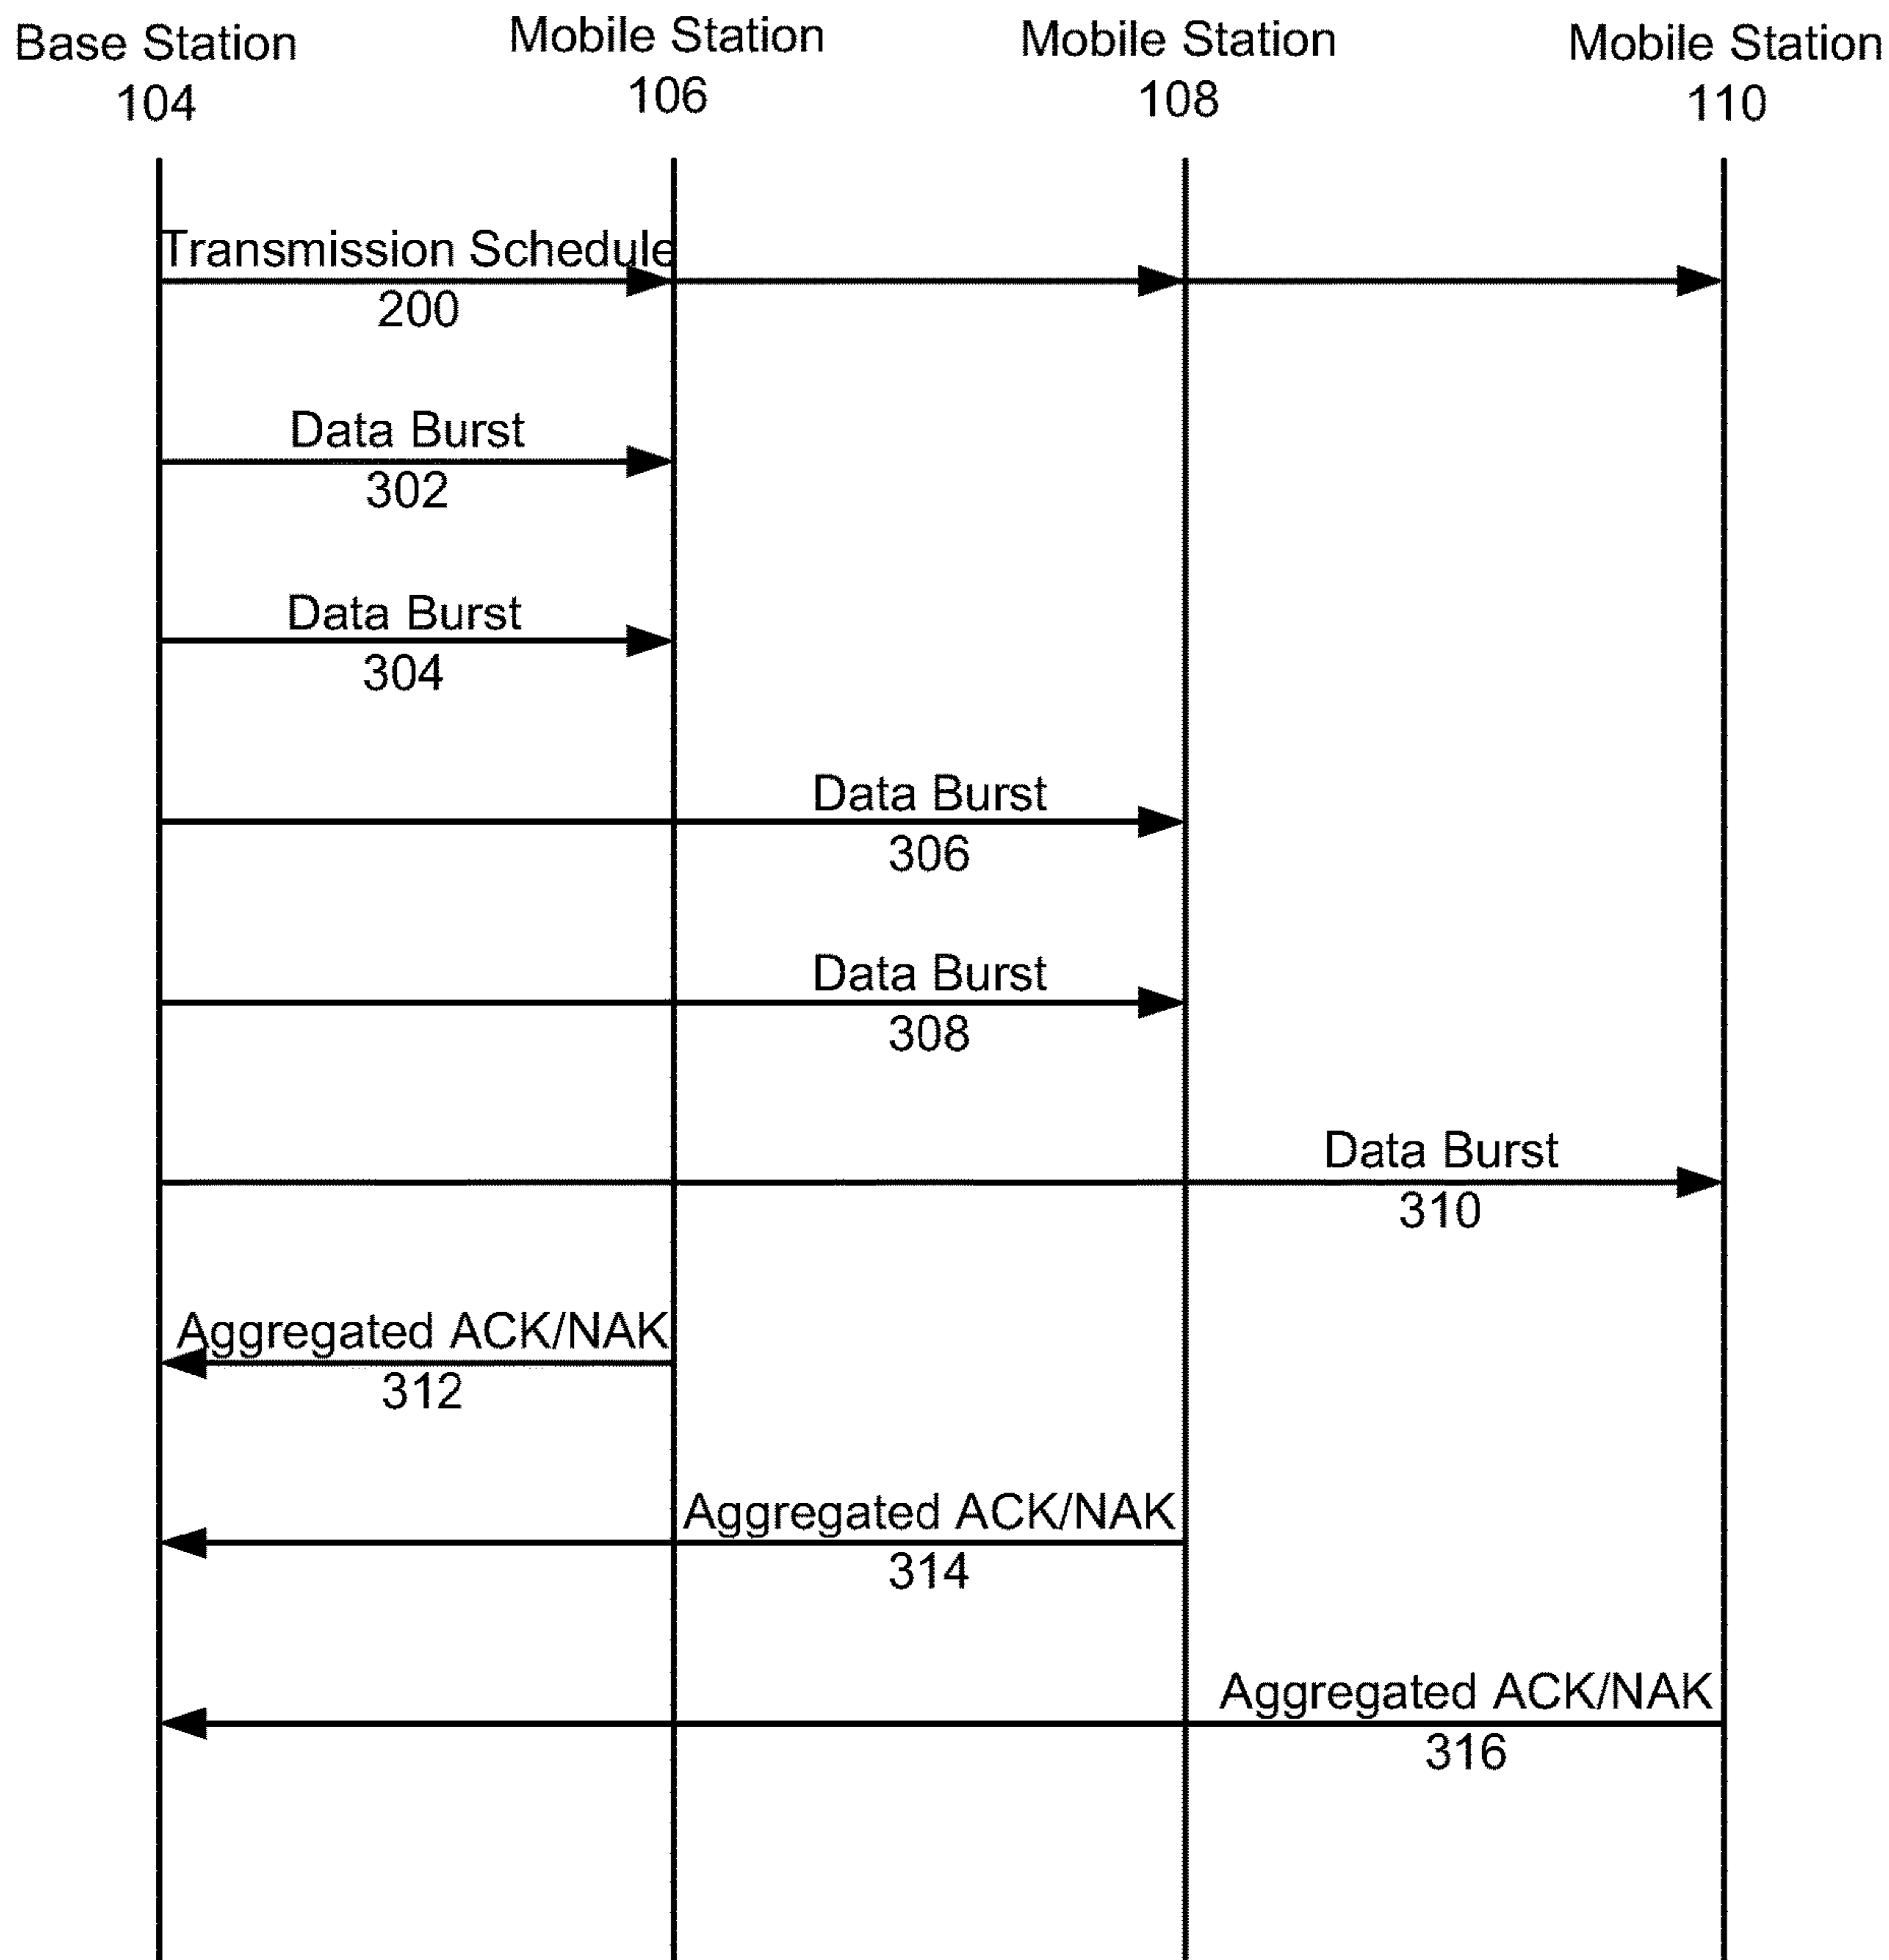 Base Station
104
Mobile Station
106
Mobile Station
108
Mobile Station
110
Transmission Schedule
200
Data Burst
302
Data Burst
304
Data Burst
306
Data Burst
308
Data Burst
310
Aggregated ACK/NAK
312
Aggregated ACK/NAK
314
Aggregated ACK/NAK
316